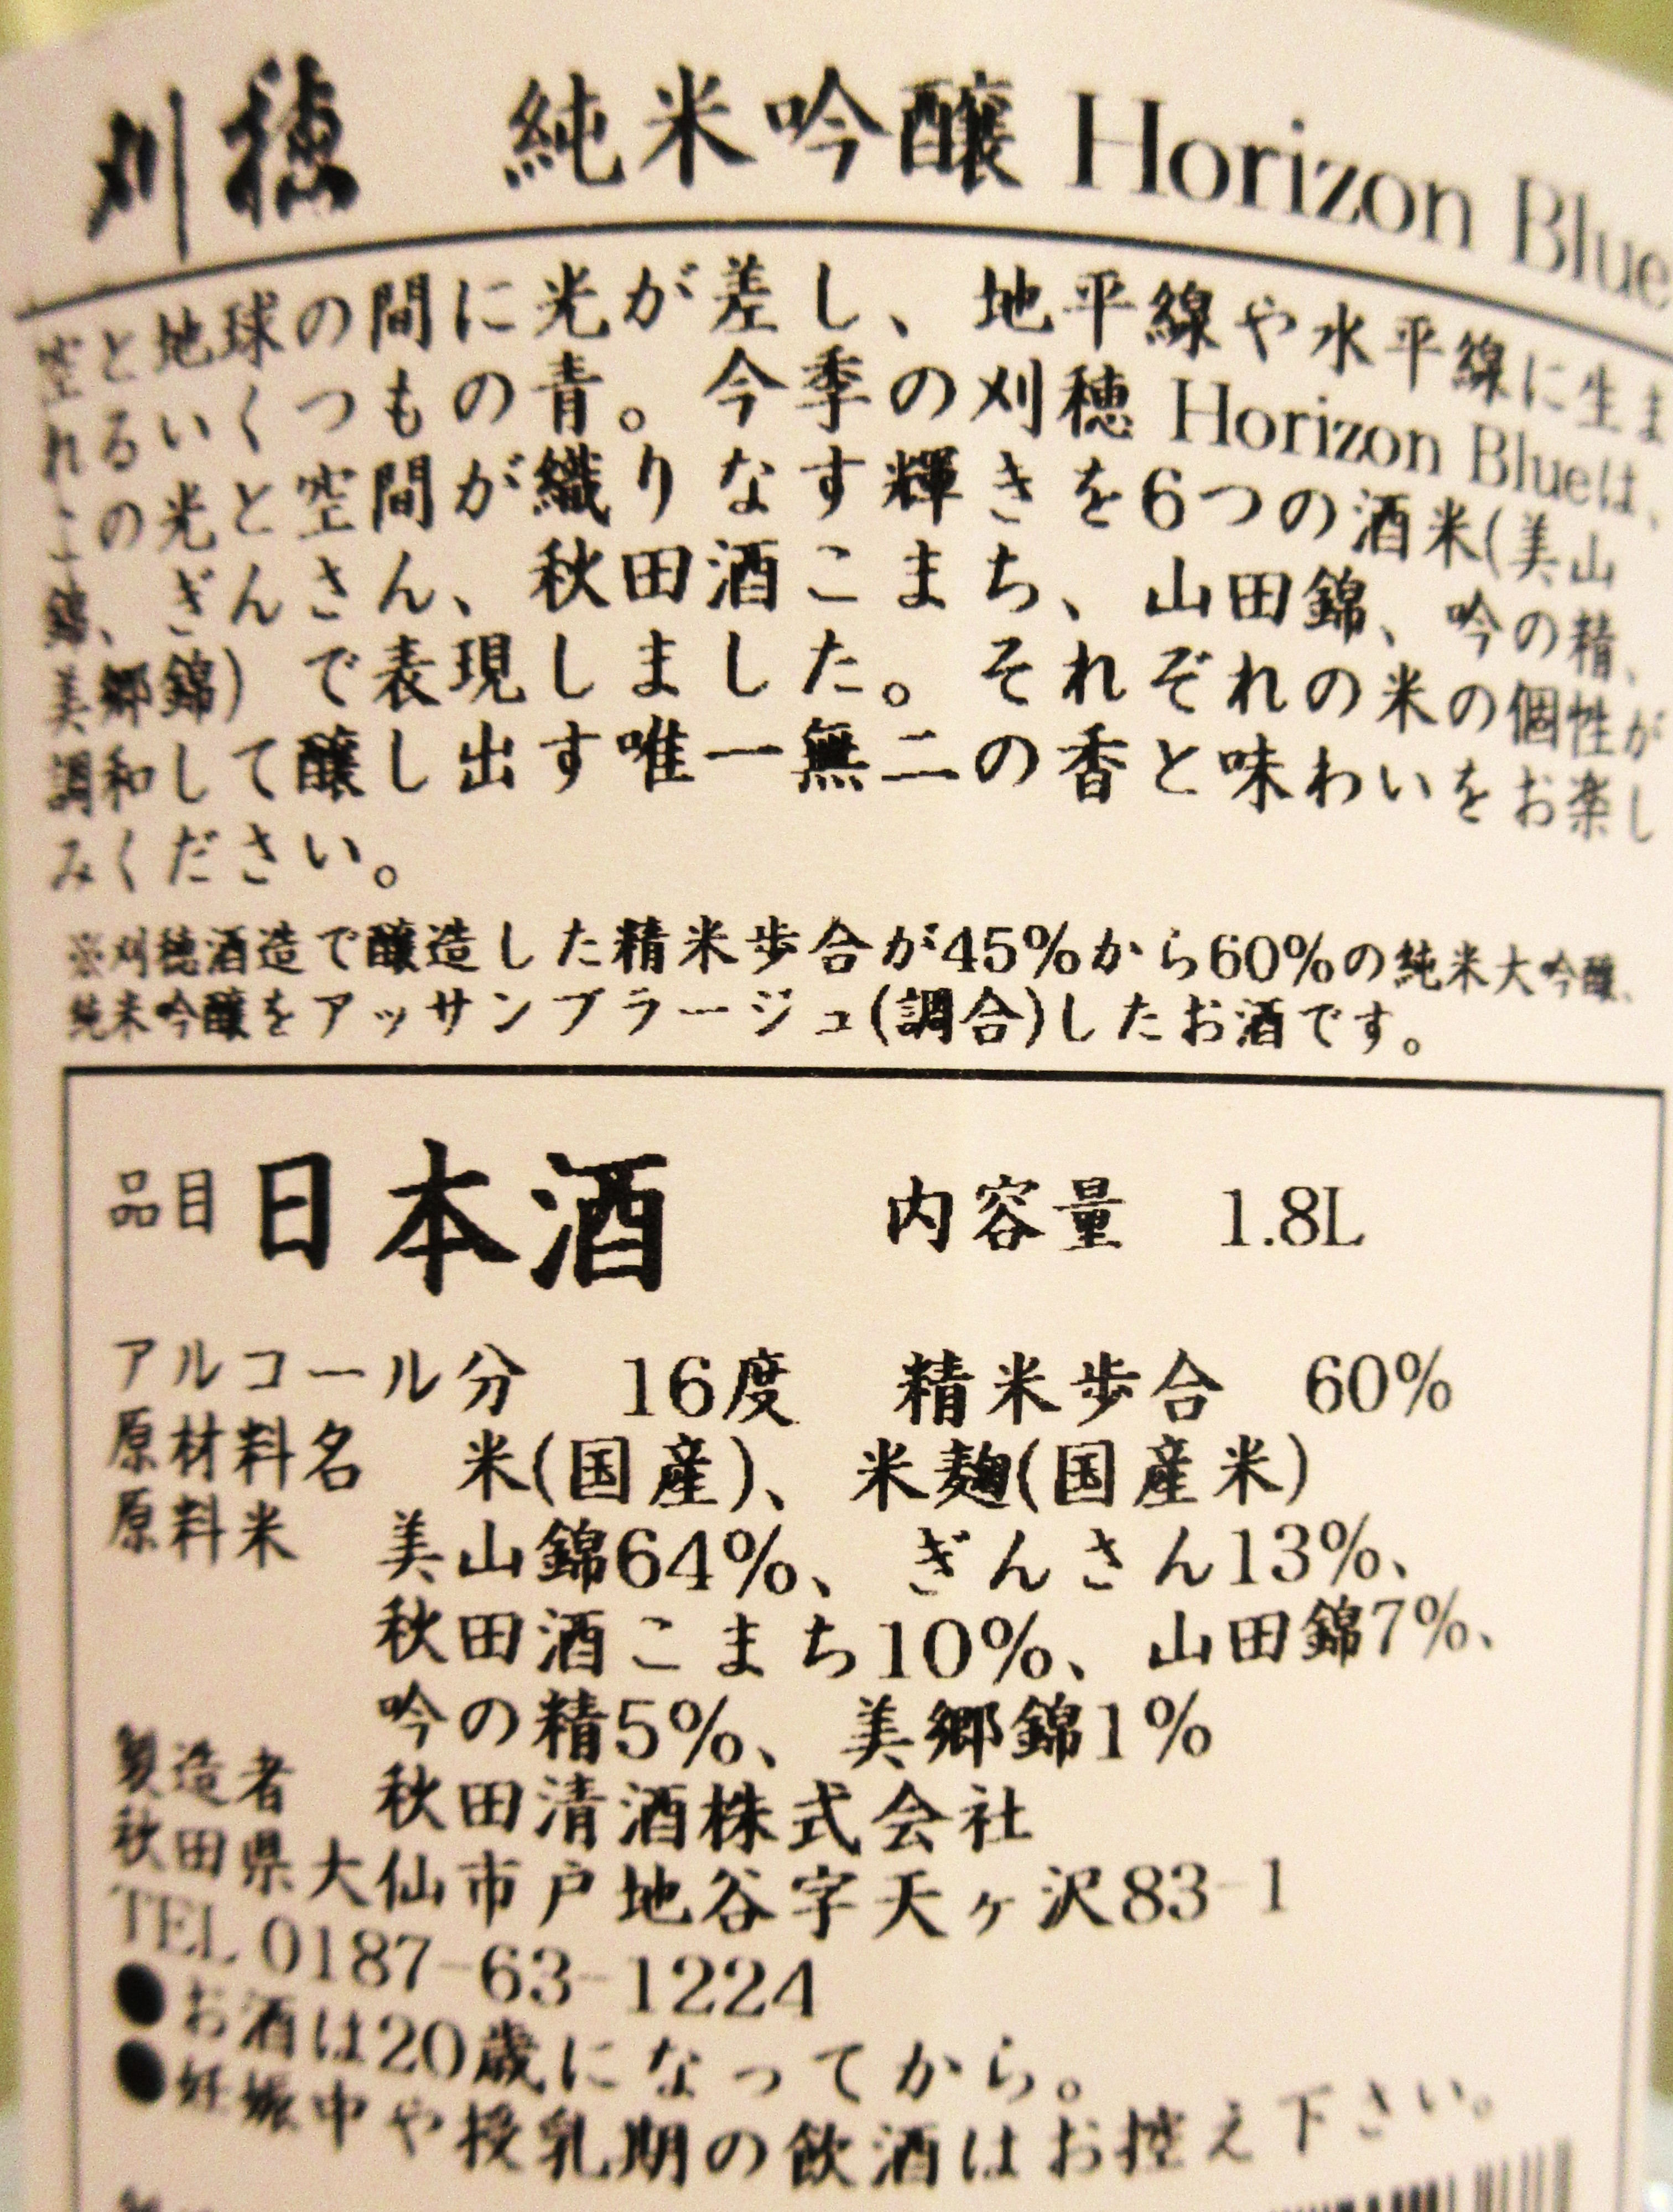 刈穂　純米吟醸 Horizon Blue
空と地球の間に光が差し、地平線や水平線に生ま
れるいくつもの青。今季の刈穂 Horizon Blueは、
この光と空間が織りなす輝きを6つの酒米(美山
錦、ぎんさん、秋田酒こまち、山田錦、吟の精、
美郷錦）で表現しました。それぞれの米の個性が
調和して醸し出す唯一無二の香と味わいをお楽し
みください。
※刈穂酒造で醸造した精米歩合が45%から60%の純米大吟醸、
純米吟醸をアッサンブラージュ(調合)したお酒です。
品目 日本酒　内容量　1.8L
アルコール分　16度　精米歩合　60%
原材料名　米(国産)、米麹(国産米)
原料米　美山錦64%、ぎんさん13%、
秋田酒こまち10%、山田錦7%、
吟の精5%、美郷錦1%
製造者　秋田清酒株式会社
秋田県大仙市戸地谷字天ヶ沢83-1
TEL 0187-63-1224
●お酒は20歳になってから。
●妊娠中や授乳期の飲酒はお控え下さい。